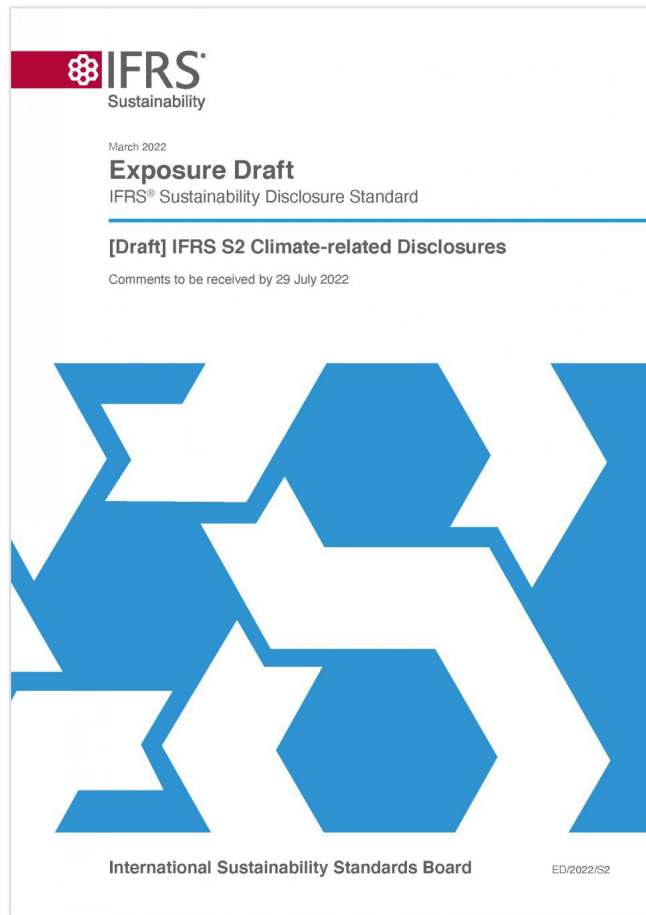 IFRS®
Sustainability
March 2022
Exposure Draft
IFRS® Sustainability Disclosure Standard
[Draft] IFRS S2 Climate-related Disclosures
Comments to be received by 29 July 2022
International Sustainability Standards Board
ED/2022/S2